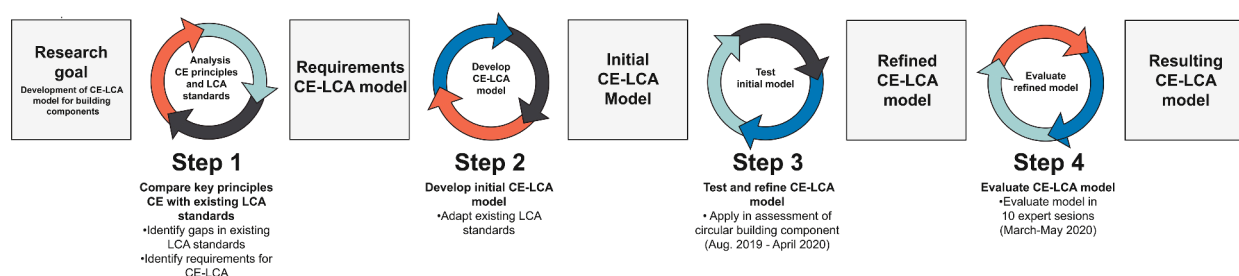 Research
goal
Development of CE-LCA
model for building
components
Analysis
CE principles
and LCA
standards
Requirements
CE-LCA model
Develop
CE-LCA
model
Initial
CE-LCA
Model
Test
initial model
Refined
CE-LCA
model
Evaluate
refined model
Resulting
CE-LCA
model
Step 1
Compare key principles
CE with existing LCA
standards
•Identify gaps in existing
LCA standards
•Identify requirements for
CE-LCA
Step 2
Develop initial CE-LCA
model
•Adapt existing LCA
standards
Step 3
Test and refine CE-LCA
model
• Apply in assessment of
circular building component
(Aug. 2019 - April 2020)
Step 4
Evaluate CE-LCA model
•Evaluate model in
10 expert sesions
(March-May 2020)